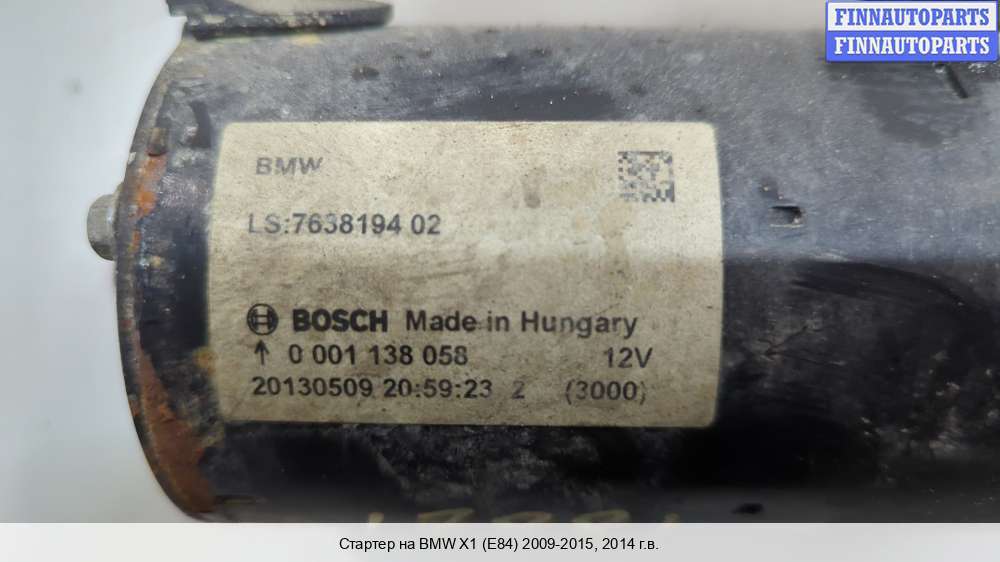 FINNAUTOPARTS
FINNAUTOPARTS
BMW
LS:7638194 02
BOSCH Made in Hungary
↑ 0 001 138 058 12V
20130509 20:59:23 2 (3000)
Стартер на BMW X1 (E84) 2009-2015, 2014 г.в.